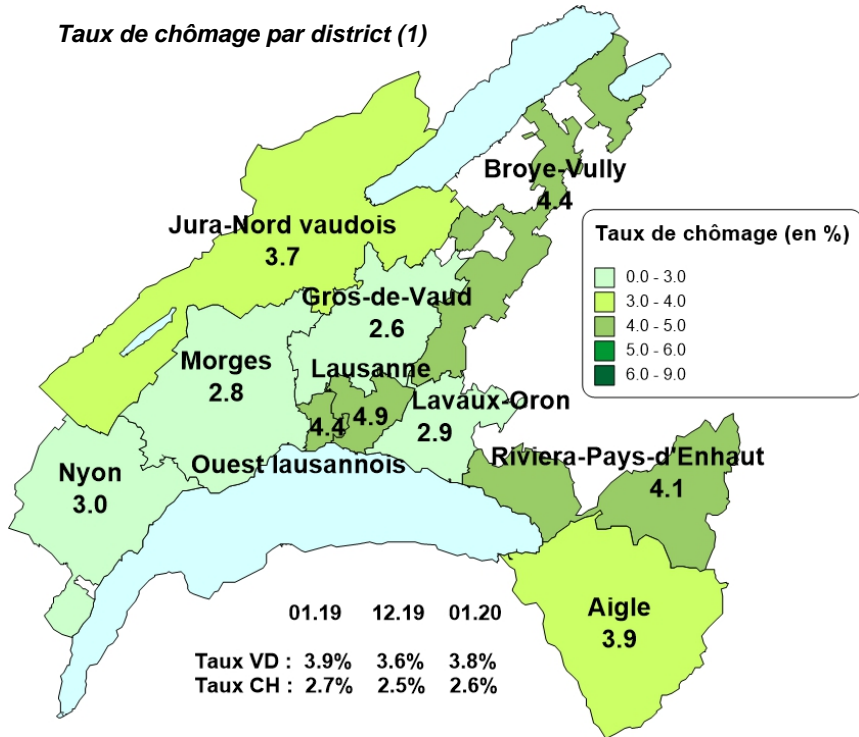 Taux de chômage par district (1)
Broye-Vully
4.4
Jura-Nord vaudois
3.7
Taux de chômage (en %)
0.0 - 3.0
3.0 - 4.0
4.0 - 5.0
5.0 - 6.0
6.0 - 9.0
Gros-de-Vaud
2.6
Morges
2.8
Lausanne
4.9
4.4
Lavaux-Oron
2.9
Ouest lausannois
Riviera-Pays-d'Enhaut
4.1
Nyon
3.0
Aigle
3.9
01.19 12.19 01.20
Taux VD : 3.9% 3.6% 3.8%
Taux CH : 2.7% 2.5% 2.6%